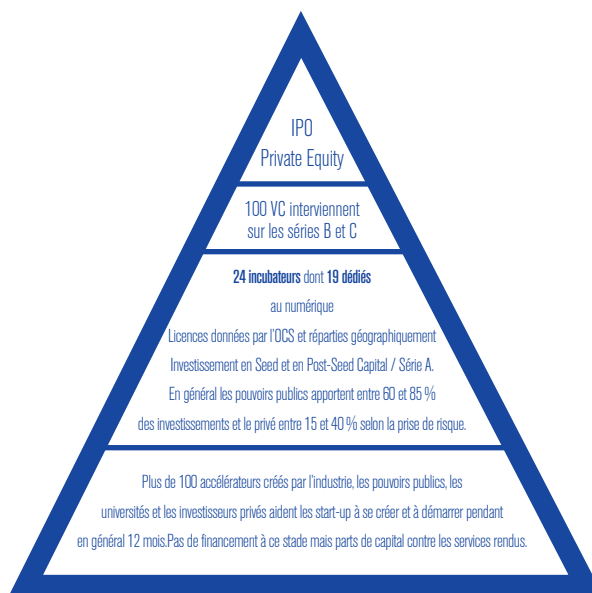 IPO
Private Equity
100 VC interviennent
sur les séries B et C
24 incubateurs dont 19 dédiés
au numérique
Licences données par l'OCS et réparties géographiquement
Investissement en Seed et en Post-Seed Capital / Série A.
En général les pouvoirs publics apportent entre 60 et 85 %
des investissements et le privé entre 15 et 40 % selon la prise de risque.
Plus de 100 accélérateurs créés par l'industrie, les pouvoirs publics, les
universités et les investisseurs privés aident les start-up à se créer et à démarrer pendant
en général 12 mois.Pas de financement à ce stade mais parts de capital contre les services rendus.